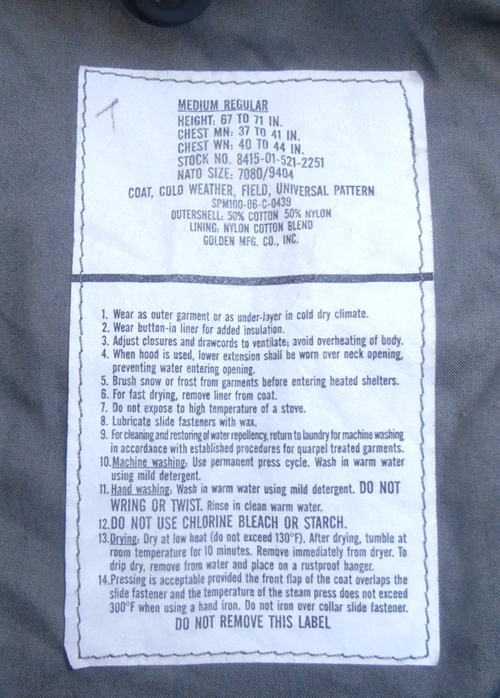 MEDIUM REGULAR
HEIGHT: 67 TO 71 IN.
CHEST MN: 37 TO 41 IN.
CHEST WN: 40 TO 44 IN.
STOCK NO. 8415-01-521-2251
NATO SIZE: 7080/9404
COAT, COLD WEATHER, FIELD, UNIVERSAL PATTERN
SPM100-06-C-0439
OUTERSHELL: 50% COTTON 50% NYLON
LINING: NYLON COTTON BLEND
GOLDEN MFG. CO., INC.
1. Wear as outer garment or as under-layer in cold dry climate.
2. Wear button-in liner for added insulation.
3. Adjust closures and drawcords to ventilate; avoid overheating of body.
4. When hood is used, lower extension shall be worn over neck opening,
preventing water entering opening.
5. Brush snow or frost from garments before entering heated shelters.
6. For fast drying, remove liner from coat.
7. Do not expose to high temperature of a stove.
8. Lubricate slide fasteners with wax.
9. For cleaning and restoring of water repellency, return to laundry for machine washing
in accordance with established procedures for quarpel treated garments.
10. Machine washing: Use permanent press cycle. Wash in warm water
using mild detergent.
11. Hand washing: Wash in warm water using mild detergent. DO NOT
WRING OR TWIST. Rinse in clean warm water.
12. DO NOT USE CHLORINE BLEACH OR STARCH.
13. Drying: Dry at low heat (do not exceed 130°F). After drying, tumble at
room temperature for 10 minutes. Remove immediately from dryer. To
drip dry, remove from water and place on a rustproof hanger.
14. Pressing is acceptable provided the front flap of the coat overlaps the
slide fastener and the temperature of the steam press does not exceed
300°F when using a hand iron. Do not iron over collar slide fastener.
DO NOT REMOVE THIS LABEL